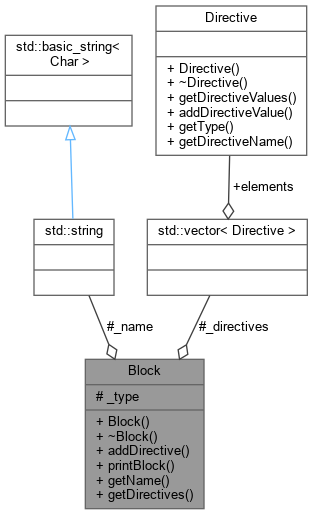 Directive
+ Directive()
+ ~Directive()
+ getDirectiveValues()
+ addDirectiveValue()
+ getType()
+ getDirectiveName()
std::basic_string<
Char >
+elements
std::string
std::vector< Directive >
#_name
#_directives
Block
# _type
+ Block()
+ ~Block()
+ addDirective()
+ printBlock()
+ getName()
+ getDirectives()